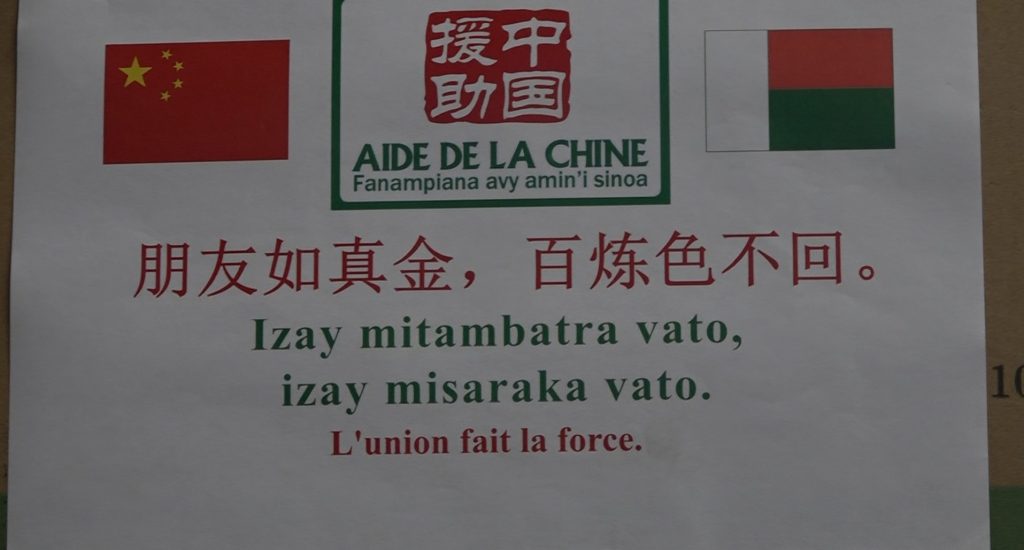 中国
援助
AIDE DE LA CHINE
Fanampiana avy amin'i sinoa
朋友如真金，百炼色不回。
Izay mitambatra vato,
izay misaraka vato.
L'union fait la force.
10